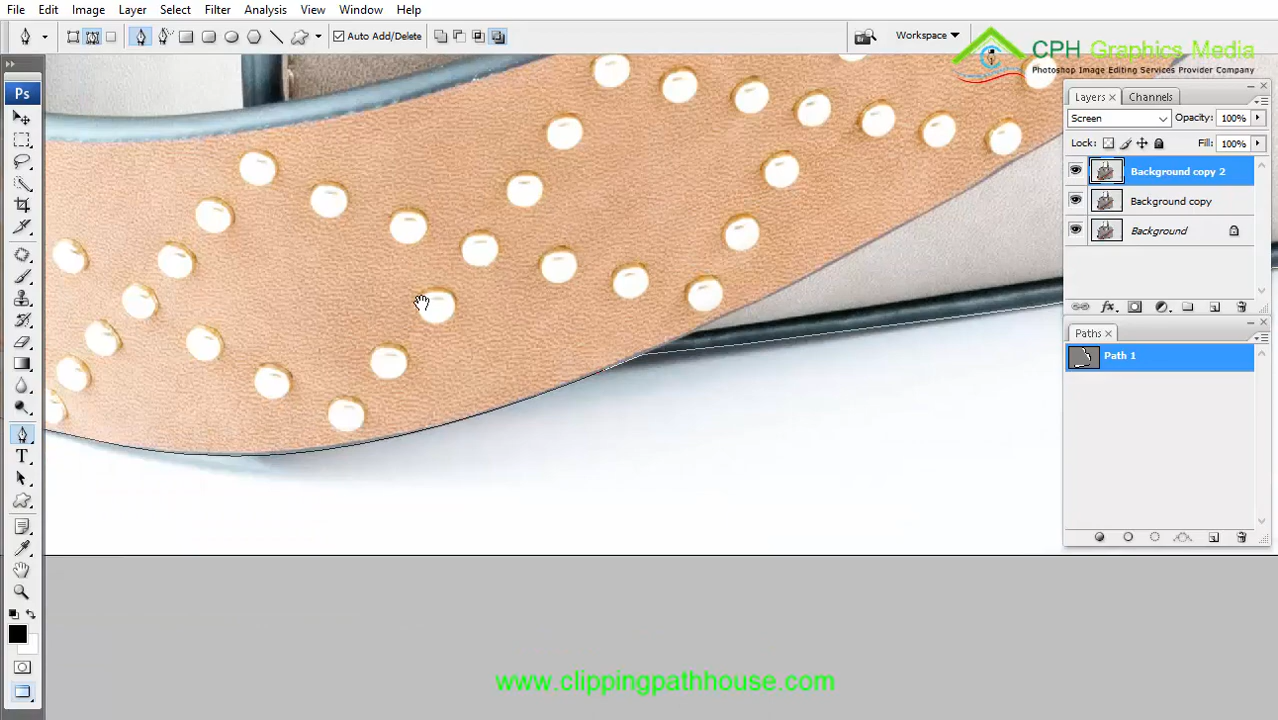 File Edit Image Layer Select Filter Analysis View Window Help
Auto Add/Delete
Workspace
CPH Graphics Media
Photoshop Image Editing Services Provider Company
Ps
Layers Channels
Screen Opacity: 100%
Lock: Fill: 100%
Background copy 2
Background copy
Background
Paths
Path 1
T
www.clippingpathhouse.com